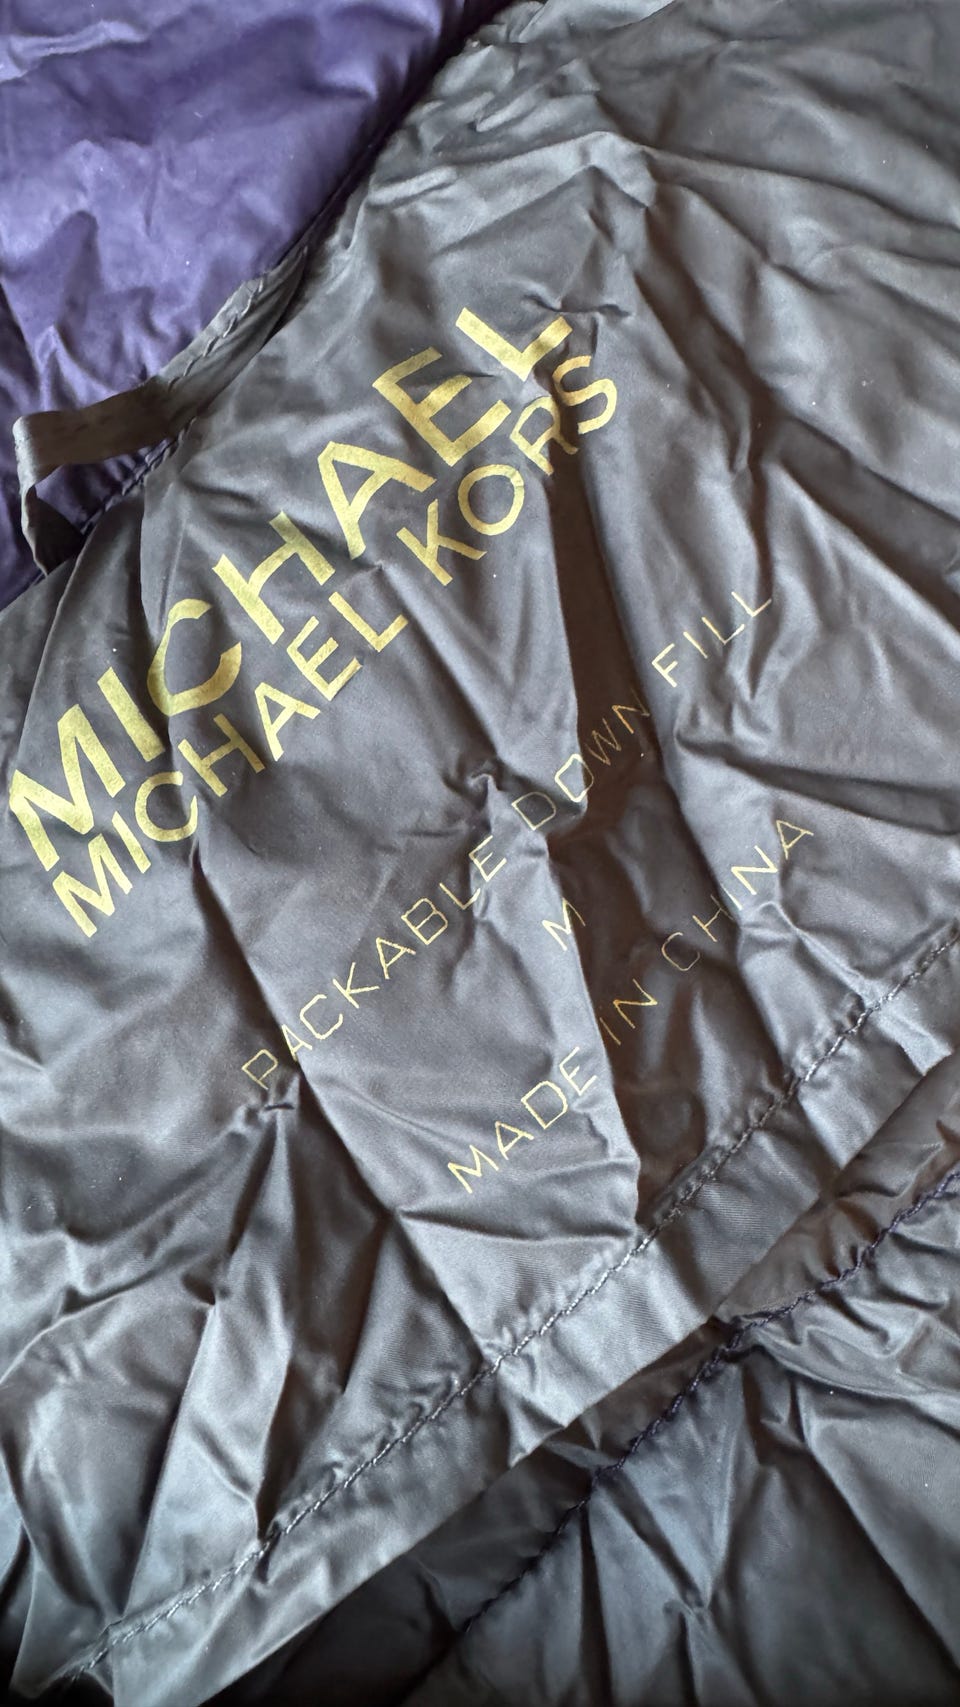 MICHAEL
MICHAEL KORS
PACKABLE DOWN FILL
M
MADE IN CHINA